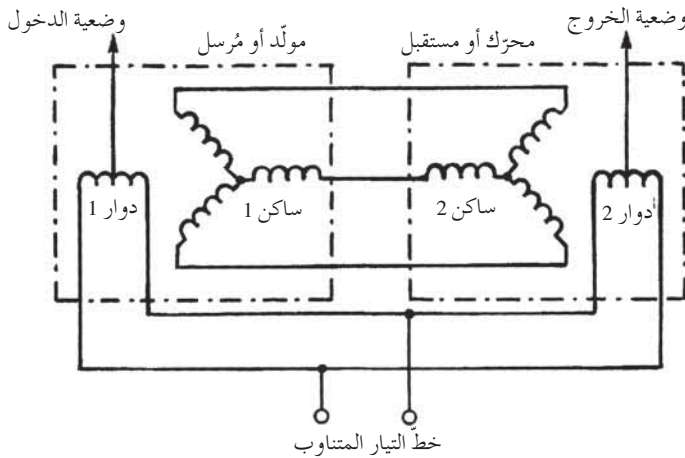 وضعية الخروج
محرّك أو مستقبل
مولّد أو مُرسل
وضعية الدخول
دوار 2
ساكن 2
ساكن 1
دوار 1
خطّ التيار المتناوب